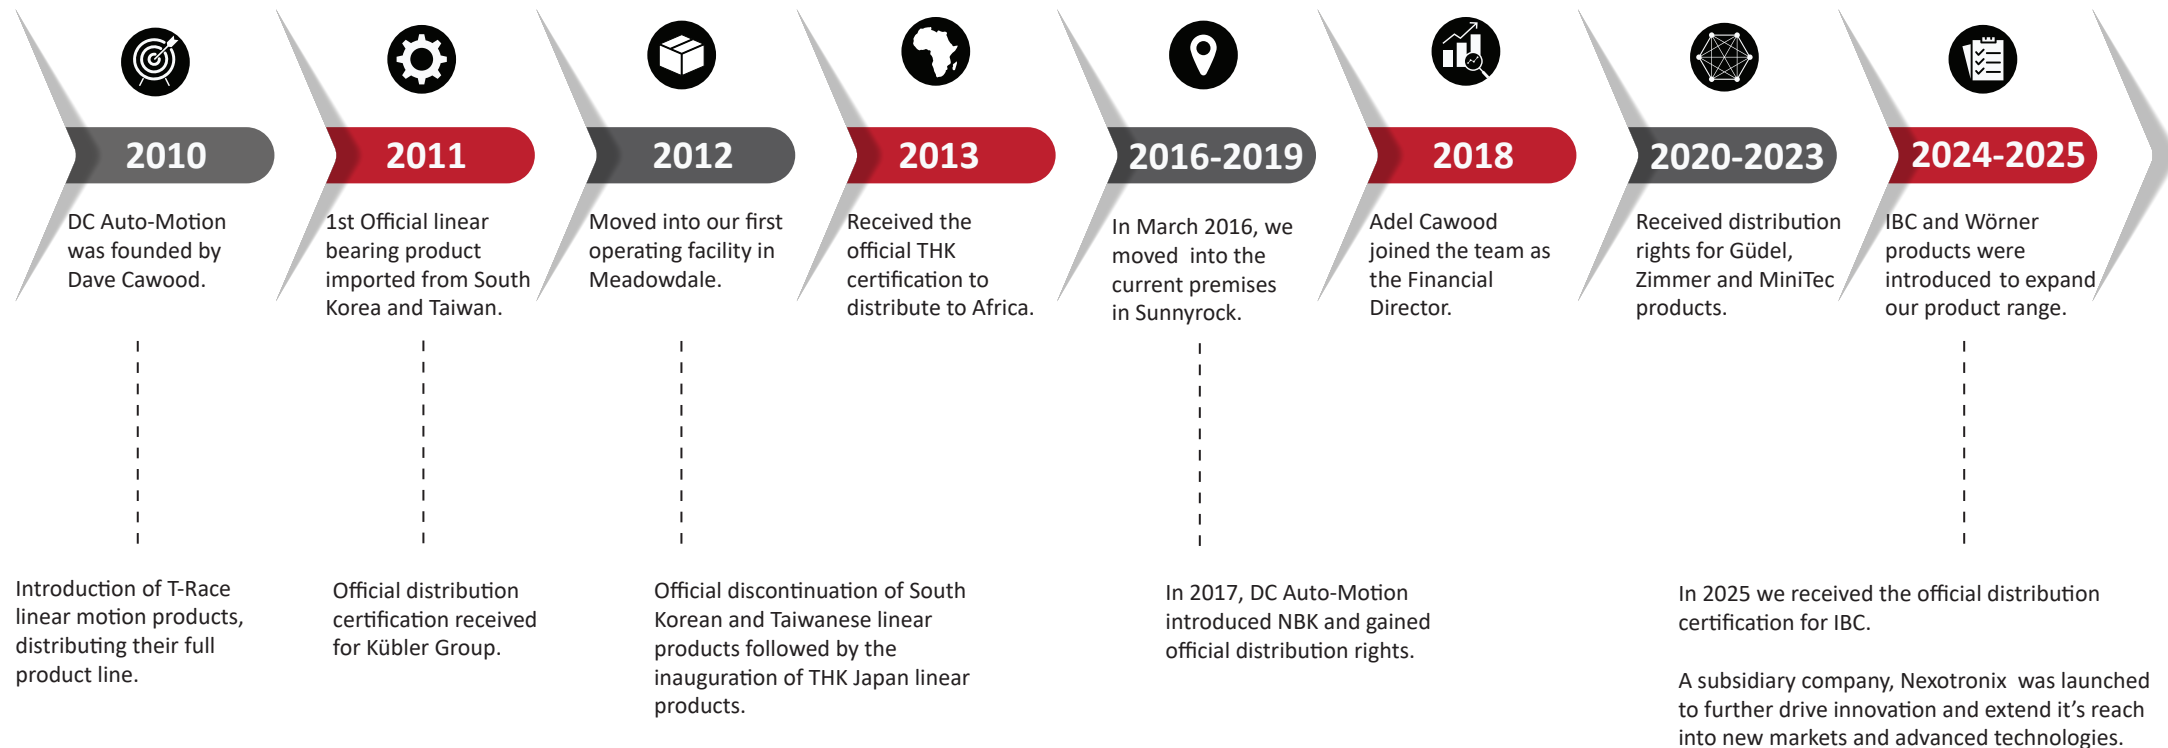 2010
DC Auto-Motion
was founded by
Dave Cawood.
Introduction of T-Race
linear motion products,
distributing their full
product line.
2011
1st Official linear
bearing product
imported from South
Korea and Taiwan.
Official distribution
certification received
for Kübler Group.
2012
Moved into our first
operating facility in
Meadowdale.
Official discontinuation of South
Korean and Taiwanese linear
products followed by the
inauguration of THK Japan linear
products.
2013
Received the
official THK
certification to
distribute to Africa.
2016-2019
In March 2016, we
moved into the
current premises
in Sunnyrock.
In 2017, DC Auto-Motion
introduced NBK and gained
official distribution rights.
2018
Adel Cawood
joined the team as
the Financial
Director.
2020-2023
Received distribution
rights for Güdel,
Zimmer and MiniTec
products.
2024-2025
IBC and Wörner
products were
introduced to expand
our product range.
In 2025 we received the official distribution
certification for IBC.
A subsidiary company, Nexotronix was launched
to further drive innovation and extend it's reach
into new markets and advanced technologies.